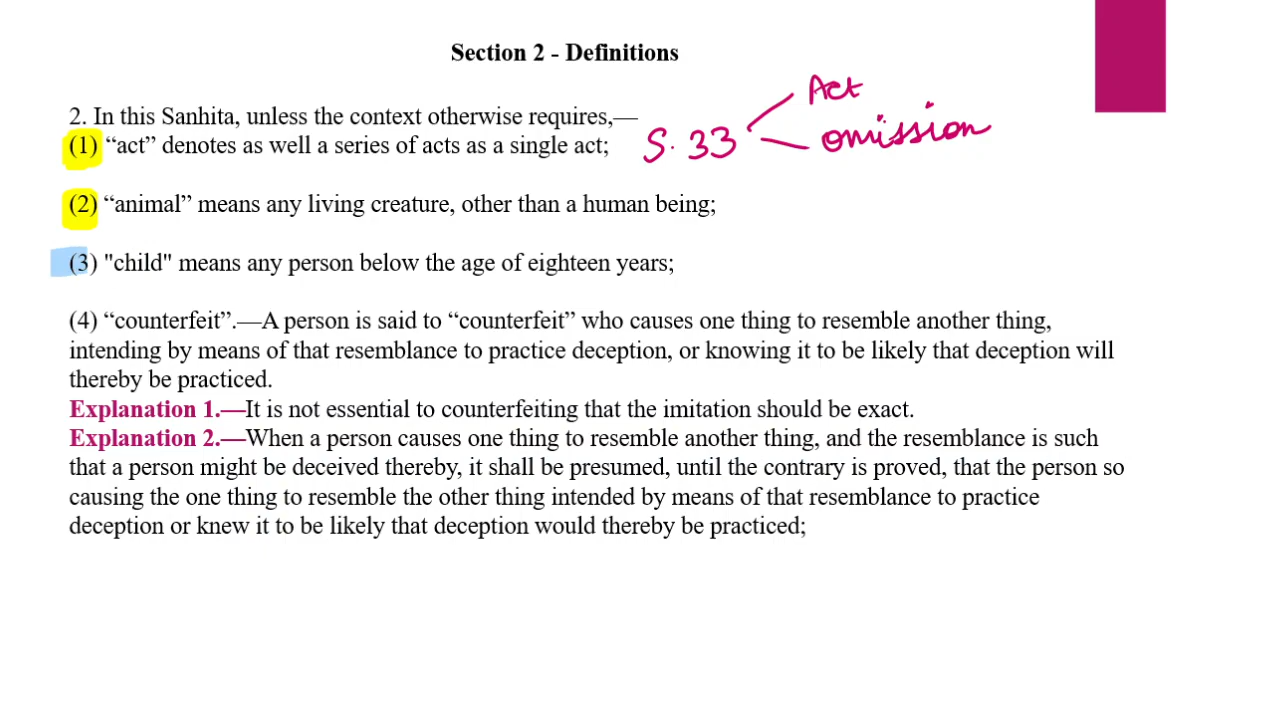 Section 2 - Definitions
2. In this Sanhita, unless the context otherwise requires,—
(1) “act” denotes as well a series of acts as a single act;
S. 33
Act
omission
(2) “animal” means any living creature, other than a human being;
(3) "child" means any person below the age of eighteen years;
(4) “counterfeit”.—A person is said to “counterfeit” who causes one thing to resemble another thing,
intending by means of that resemblance to practice deception, or knowing it to be likely that deception will
thereby be practiced.
Explanation 1.—It is not essential to counterfeiting that the imitation should be exact.
Explanation 2.—When a person causes one thing to resemble another thing, and the resemblance is such
that a person might be deceived thereby, it shall be presumed, until the contrary is proved, that the person so
causing the one thing to resemble the other thing intended by means of that resemblance to practice
deception or knew it to be likely that deception would thereby be practiced;